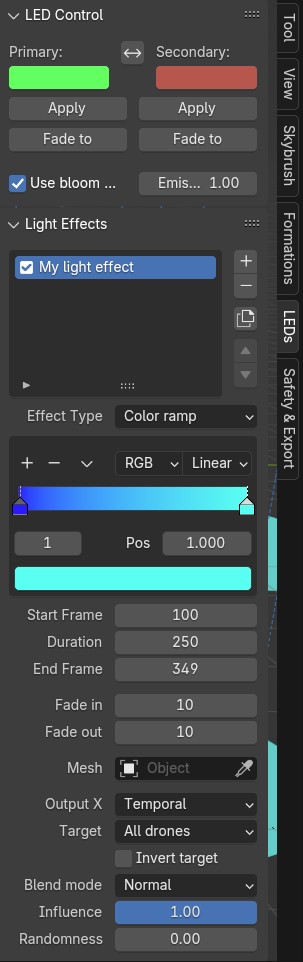 LED Control
Primary:
Secondary:
Apply
Apply
Fade to
Fade to
Use bloom ...
Emis... 1.00
Light Effects
My light effect
Effect Type
Color ramp
RGB
Linear
1
Pos
1.000
Start Frame
100
Duration
250
End Frame
349
Fade in
10
Fade out
10
Mesh
Object
Output X
Temporal
Target
All drones
Invert target
Blend mode
Normal
Influence
1.00
Randomness
0.00
Tool
View
Skybrush
Formations
LEDs
Safety & Export